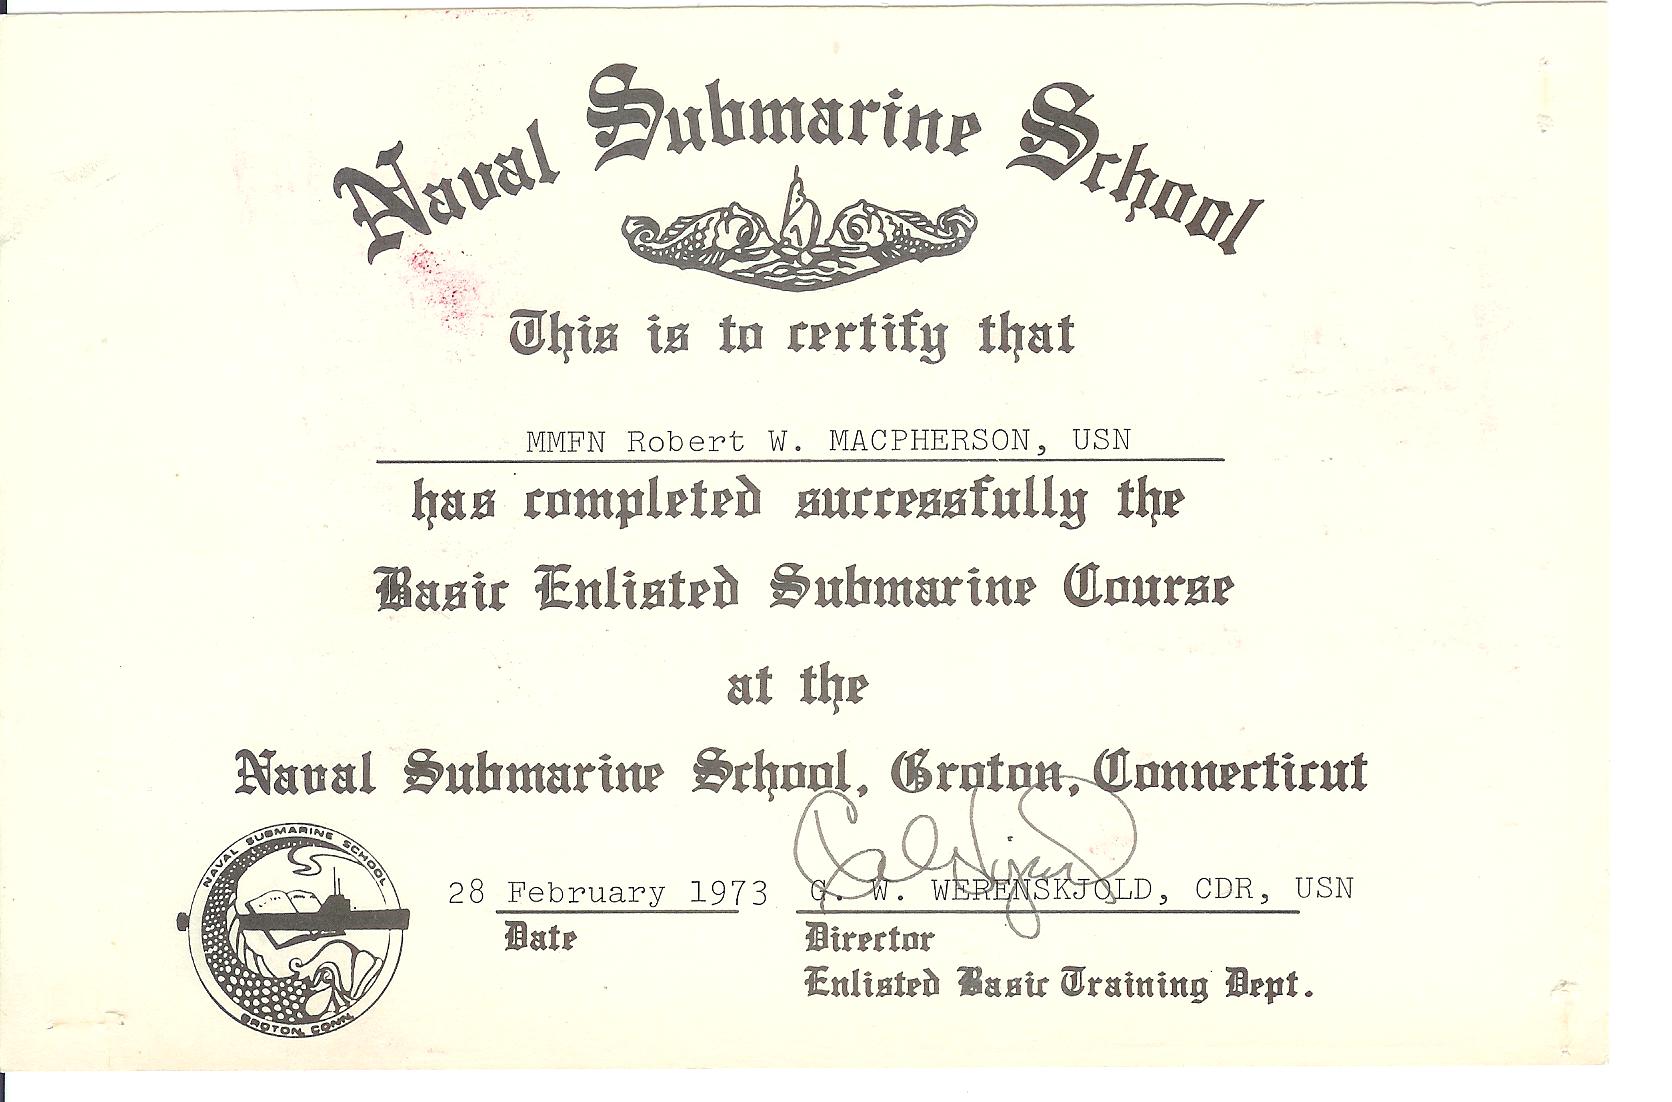 Naval Submarine School
This is to certify that
MMFN Robert W. MACPHERSON, USN
has completed successfully the
Basic Enlisted Submarine Course
at the
Naval Submarine School, Groton, Connecticut
NAVAL SUBMARINE SCHOOL
GROTON, CONN.
28 February 1973 W. WERENSKJOLD, CDR, USN
Date Director
Enlisted Basic Training Dept.